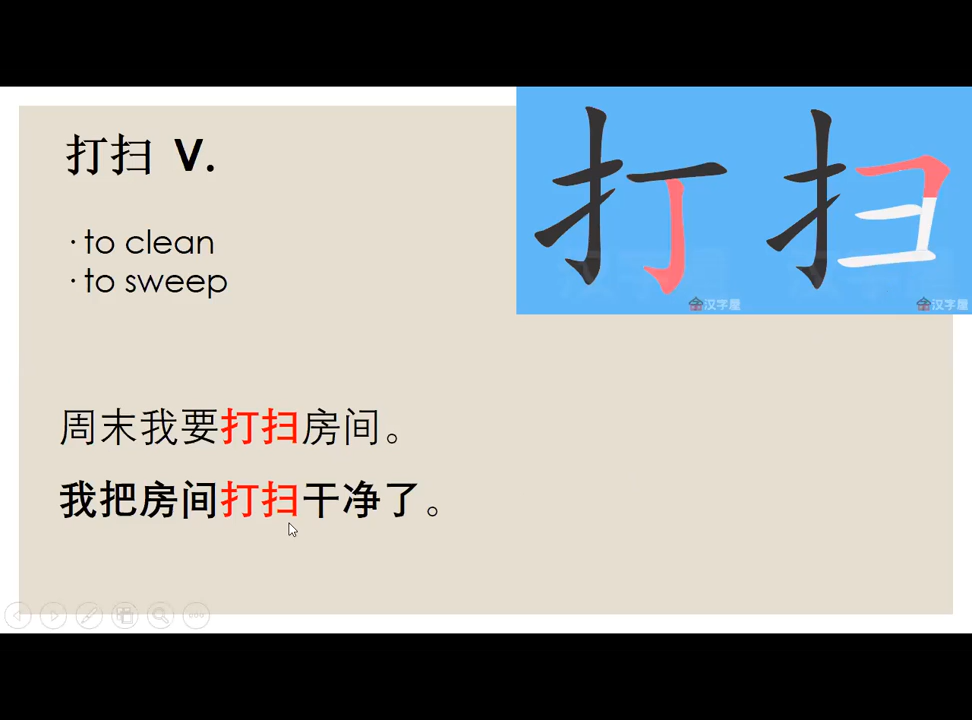 打扫 V.
· to clean
· to sweep
打 扫
汉字屋 汉字屋
周末我要打扫房间。
我把房间打扫干净了。